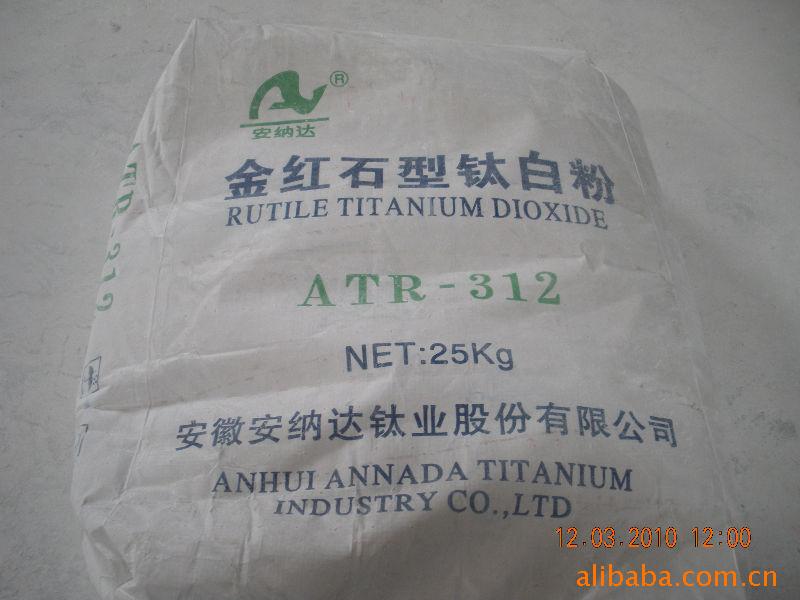 ®
安纳达
金红石型钛白粉
RUTILE TITANIUM DIOXIDE
ATR-312
NET:25Kg
安徽安纳达钛业股份有限公司
ANHUI ANNADA TITANIUM
INDUSTRY CO.,LTD
12.03.2010 12:00
alibaba.com.cn